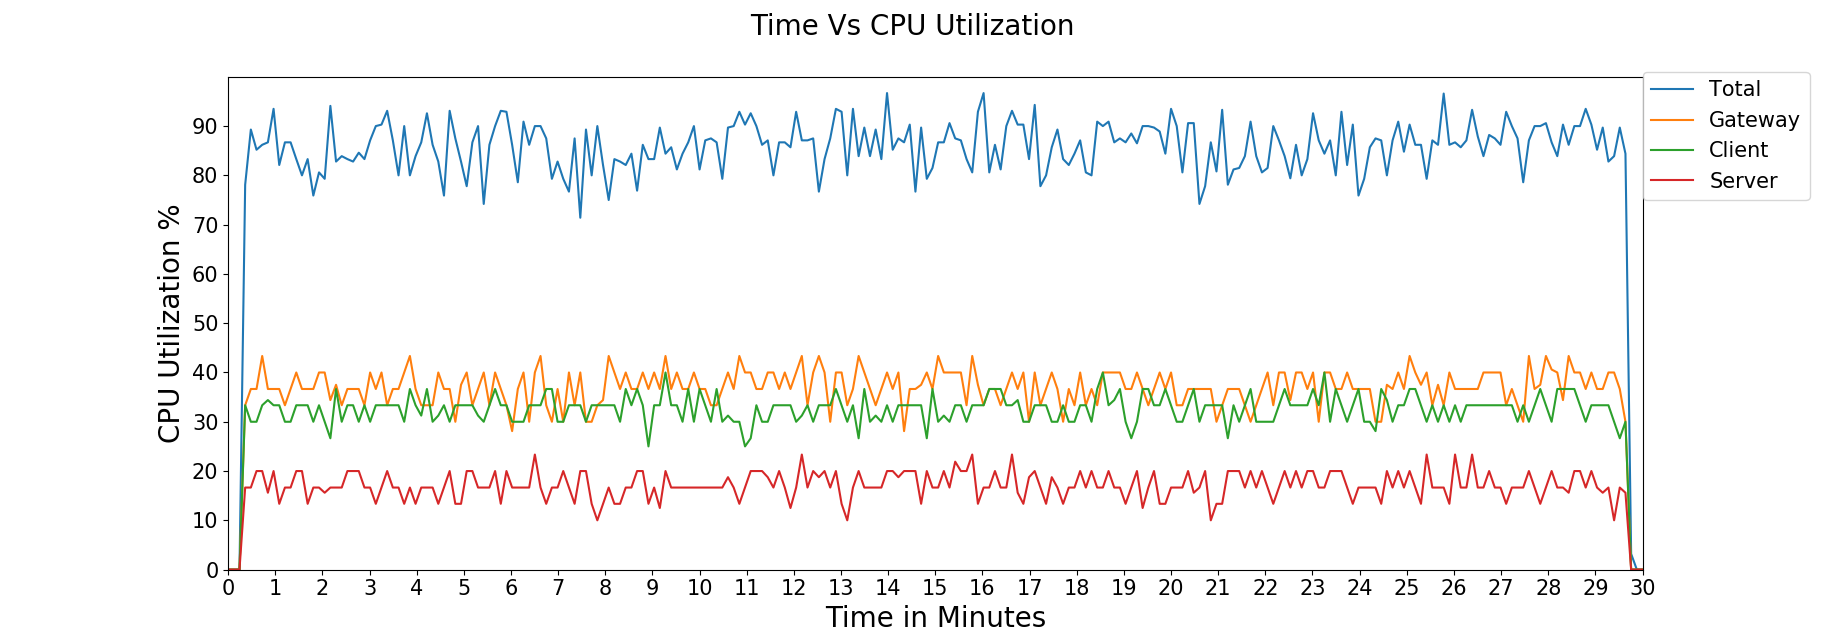 Time Vs CPU Utilization
Total
Gateway
Client
Server
CPU Utilization %
90
80
70
60
50
40
30
20
10
0
0 1 2 3 4 5 6 7 8 9 10 11 12 13 14 15 16 17 18 19 20 21 22 23 24 25 26 27 28 29 30
Time in Minutes